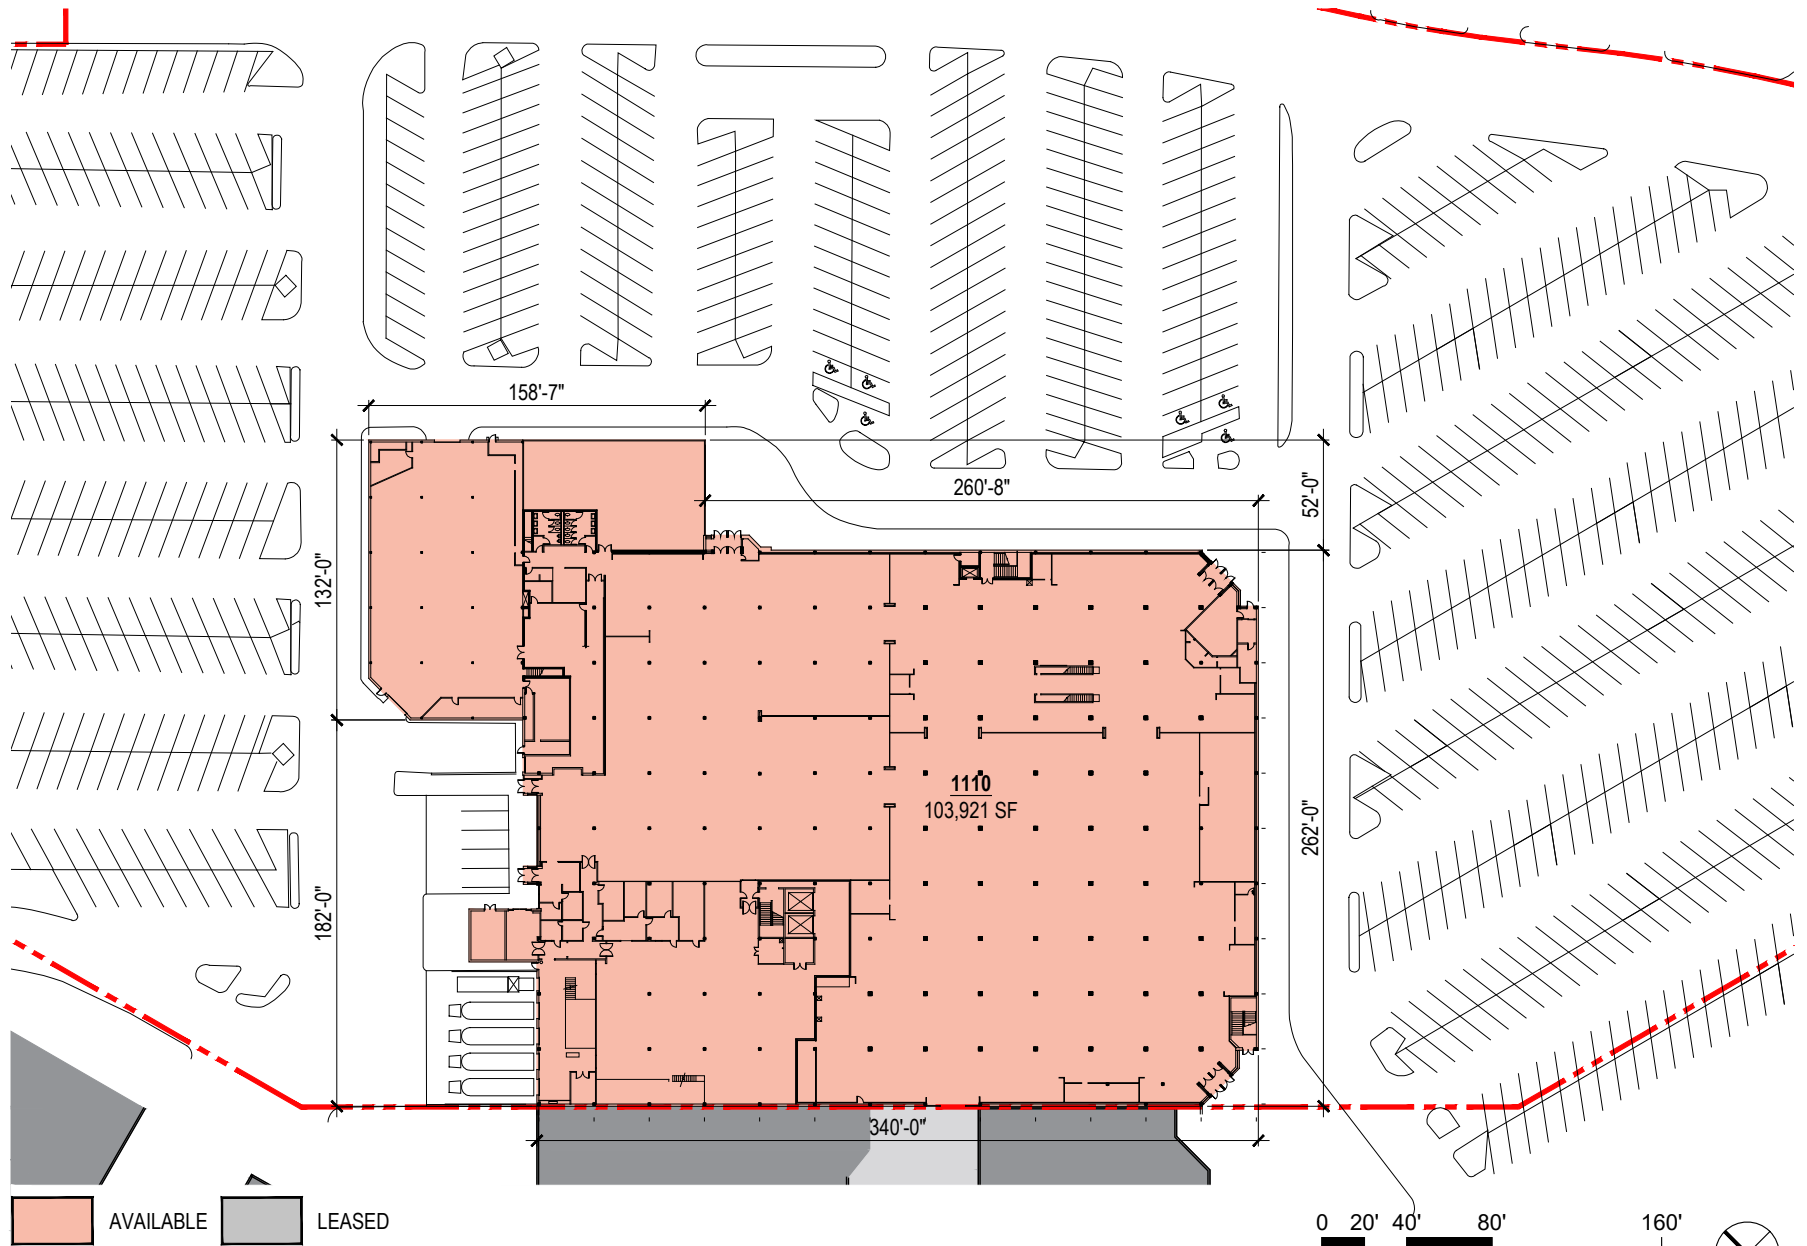 158'-7"
260'-8"
52'-0"
132'-0"
1110
103,921 SF
262'-0"
182'-0"
340'-0"
AVAILABLE
LEASED
0 20' 40' 80' 160'